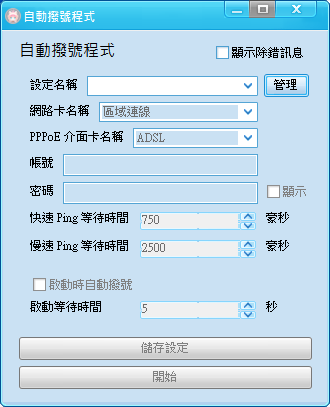 自動撥號程式
自動撥號程式 顯示除錯訊息
設定名稱 管理
網路卡名稱 區域連線
PPPoE 介面卡名稱 ADSL
帳號
密碼 顯示
快速 Ping 等待時間 750 豪秒
慢速 Ping 等待時間 2500 豪秒
啟動時自動撥號
啟動等待時間 5 秒
儲存設定
開始